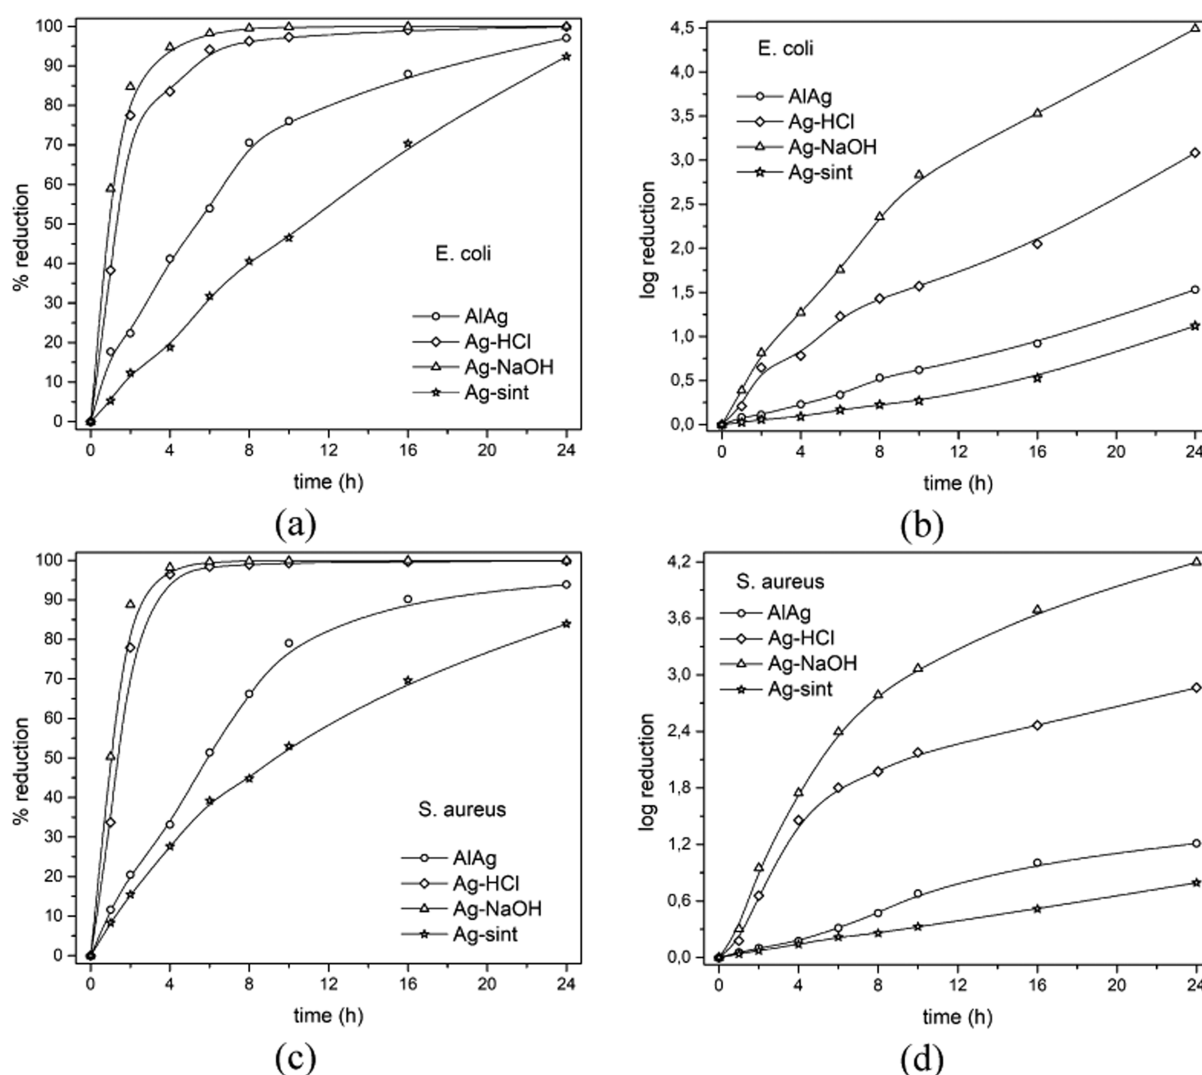 100
90
80
70
60
50
40
30
20
10
0
% reduction
E. coli
AlAg
Ag-HCl
Ag-NaOH
Ag-sint
0 4 8 12 16 20 24
time (h)
(a)
4,5
4,0
3,5
3,0
2,5
2,0
1,5
1,0
0,5
0,0
log reduction
E. coli
AlAg
Ag-HCl
Ag-NaOH
Ag-sint
0 4 8 12 16 20 24
time (h)
(b)
100
90
80
70
60
50
40
30
20
10
0
% reduction
S. aureus
AlAg
Ag-HCl
Ag-NaOH
Ag-sint
0 4 8 12 16 20 24
time (h)
(c)
4,2
3,6
3,0
2,4
1,8
1,2
0,6
0,0
log reduction
S. aureus
AlAg
Ag-HCl
Ag-NaOH
Ag-sint
0 4 8 12 16 20 24
time (h)
(d)